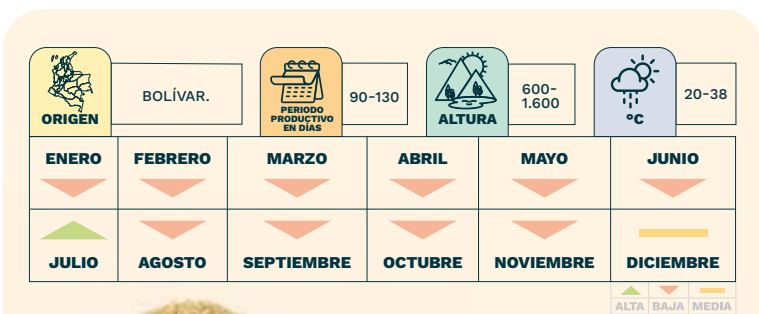 ORIGEN
BOLÍVAR.
PERIODO
PRODUCTIVO
EN DÍAS
90-130
ALTURA
600-
1.600
°C
20-38
ENERO FEBRERO MARZO ABRIL MAYO JUNIO
JULIO AGOSTO SEPTIEMBRE OCTUBRE NOVIEMBRE DICIEMBRE
ALTA BAJA MEDIA